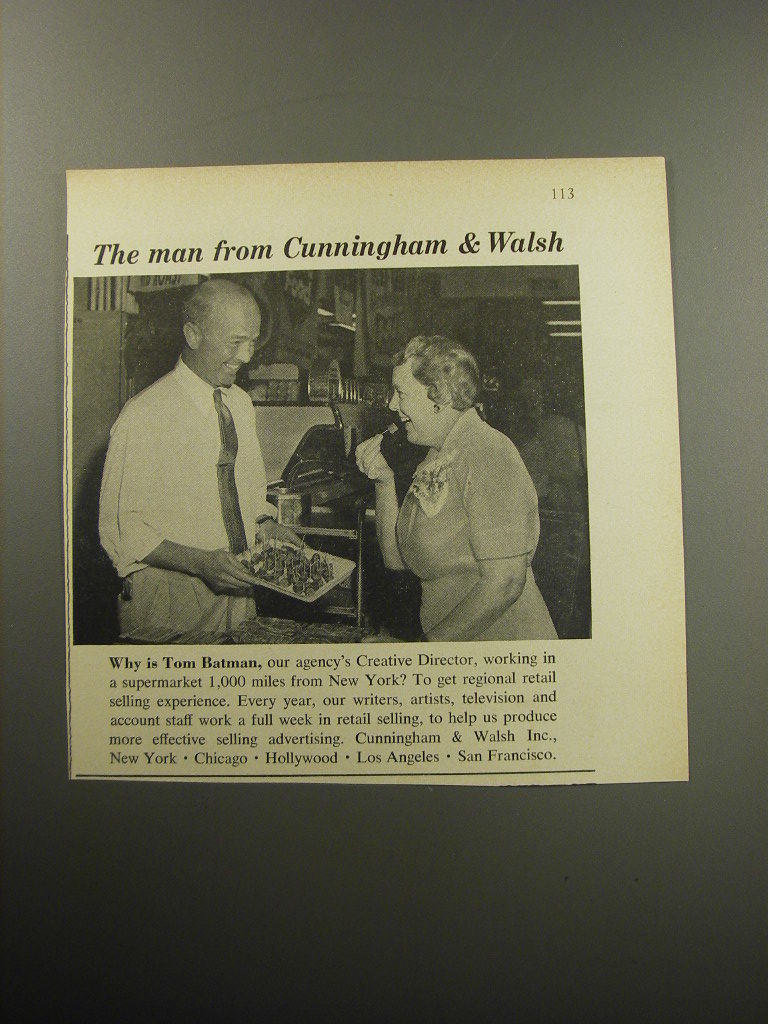 113
The man from Cunningham & Walsh
Why is Tom Batman, our agency's Creative Director, working in
a supermarket 1,000 miles from New York? To get regional retail
selling experience. Every year, our writers, artists, television and
account staff work a full week in retail selling, to help us produce
more effective selling advertising. Cunningham & Walsh Inc.,
New York • Chicago • Hollywood • Los Angeles • San Francisco.